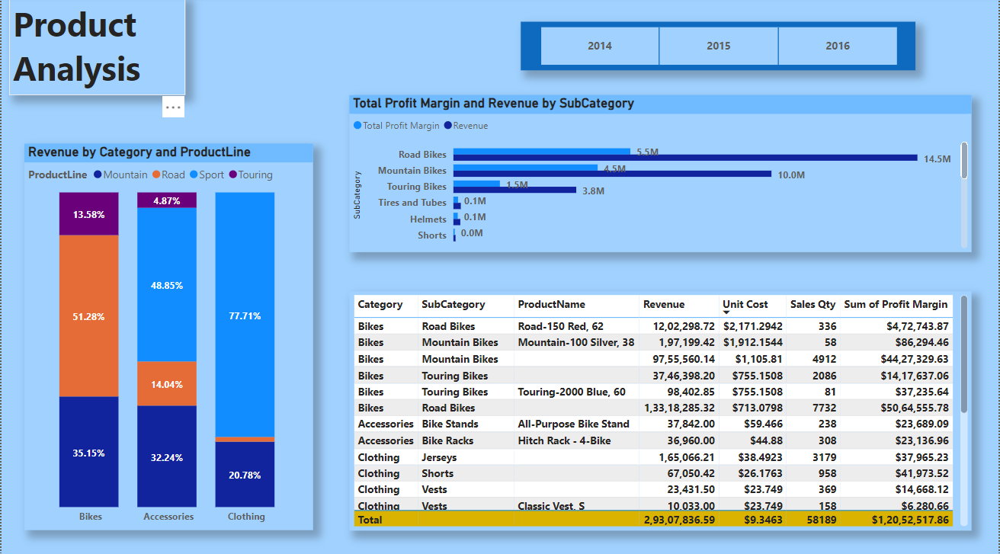 Product
Analysis
...
2014 2015 2016
Revenue by Category and ProductLine
ProductLine Mountain Road Sport Touring
13.58% 4.87%
48.85%
51.28% 77.71%
14.04%
35.15% 32.24%
20.78%
Bikes Accessories Clothing
Total Profit Margin and Revenue by SubCategory
Total Profit Margin Revenue
SubCategory
Road Bikes 5.5M 14.5M
Mountain Bikes 4.5M 10.0M
Touring Bikes 1.5M 3.8M
Tires and Tubes 0.1M
Helmets 0.1M
Shorts 0.0M
Category SubCategory ProductName Revenue Unit Cost Sales Qty Sum of Profit Margin
Bikes Road Bikes Road-150 Red, 62 12,02,298.72 $2,171.2942 336 $4,72,743.87
Bikes Mountain Bikes Mountain-100 Silver, 38 1,97,199.42 $1,912.1544 58 $86,294.46
Bikes Mountain Bikes 97,55,560.14 $1,105.81 4912 $44,27,329.63
Bikes Touring Bikes 37,46,398.20 $755.1508 2086 $14,17,637.06
Bikes Touring Bikes Touring-2000 Blue, 60 98,402.85 $755.1508 81 $37,235.64
Bikes Road Bikes 1,33,18,285.32 $713.0798 7732 $50,64,555.78
Accessories Bike Stands All-Purpose Bike Stand 37,842.00 $59.466 238 $23,689.09
Accessories Bike Racks Hitch Rack - 4-Bike 36,960.00 $44.88 308 $23,136.96
Clothing Jerseys 1,65,066.21 $38.4923 3179 $37,965.23
Clothing Shorts 67,050.42 $26.1763 958 $41,973.52
Clothing Vests 23,431.50 $23.749 369 $14,668.12
Clothing Vests Classic Vest, S 10,033.00 $23.749 158 $6,280.66
Total 2,93,07,836.59 $9.3463 58189 $1,20,52,517.86